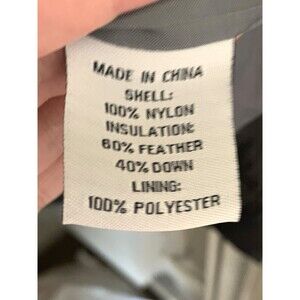 MADE IN CHINA
SHELL:
100% NYLON
INSULATION:
60% FEATHER
40% DOWN
LINING:
100% POLYESTER